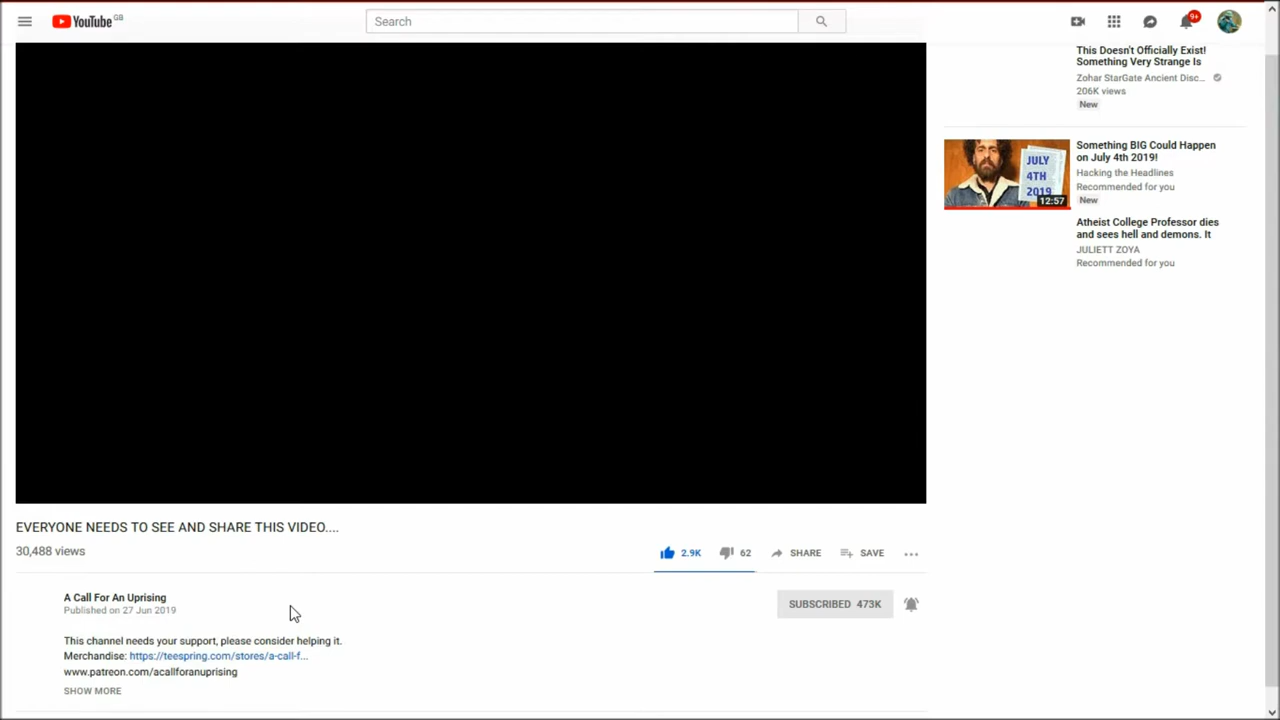 YouTube GB
Search
9+
This Doesn't Officially Exist!
Something Very Strange Is
Zohar StarGate Ancient Disc...
206K views
New
JULY
4TH
2019
12:57
Something BIG Could Happen
on July 4th 2019!
Hacking the Headlines
Recommended for you
New
Atheist College Professor dies
and sees hell and demons. It
JULIETT ZOYA
Recommended for you
EVERYONE NEEDS TO SEE AND SHARE THIS VIDEO....
30,488 views
2.9K 62 SHARE SAVE
A Call For An Uprising
Published on 27 Jun 2019
SUBSCRIBED 473K
This channel needs your support, please consider helping it.
Merchandise: https://teespring.com/stores/a-call-f...
www.patreon.com/acallforanuprising
SHOW MORE